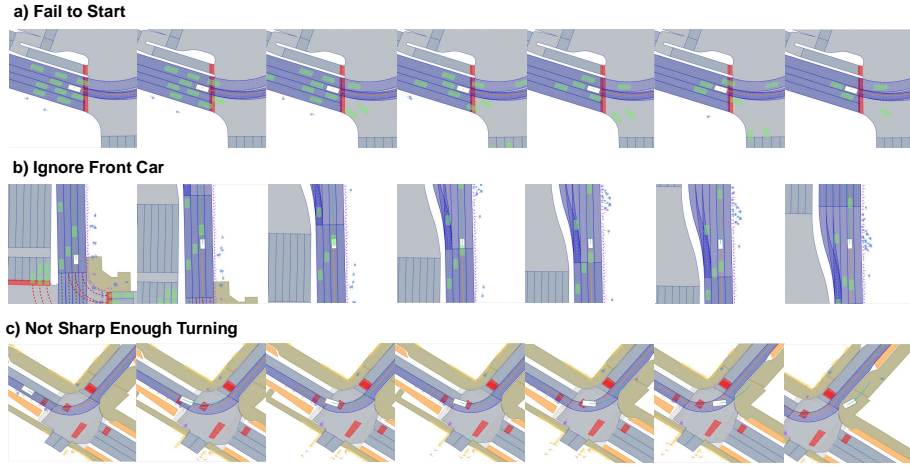 a) Fail to Start
b) Ignore Front Car
c) Not Sharp Enough Turning